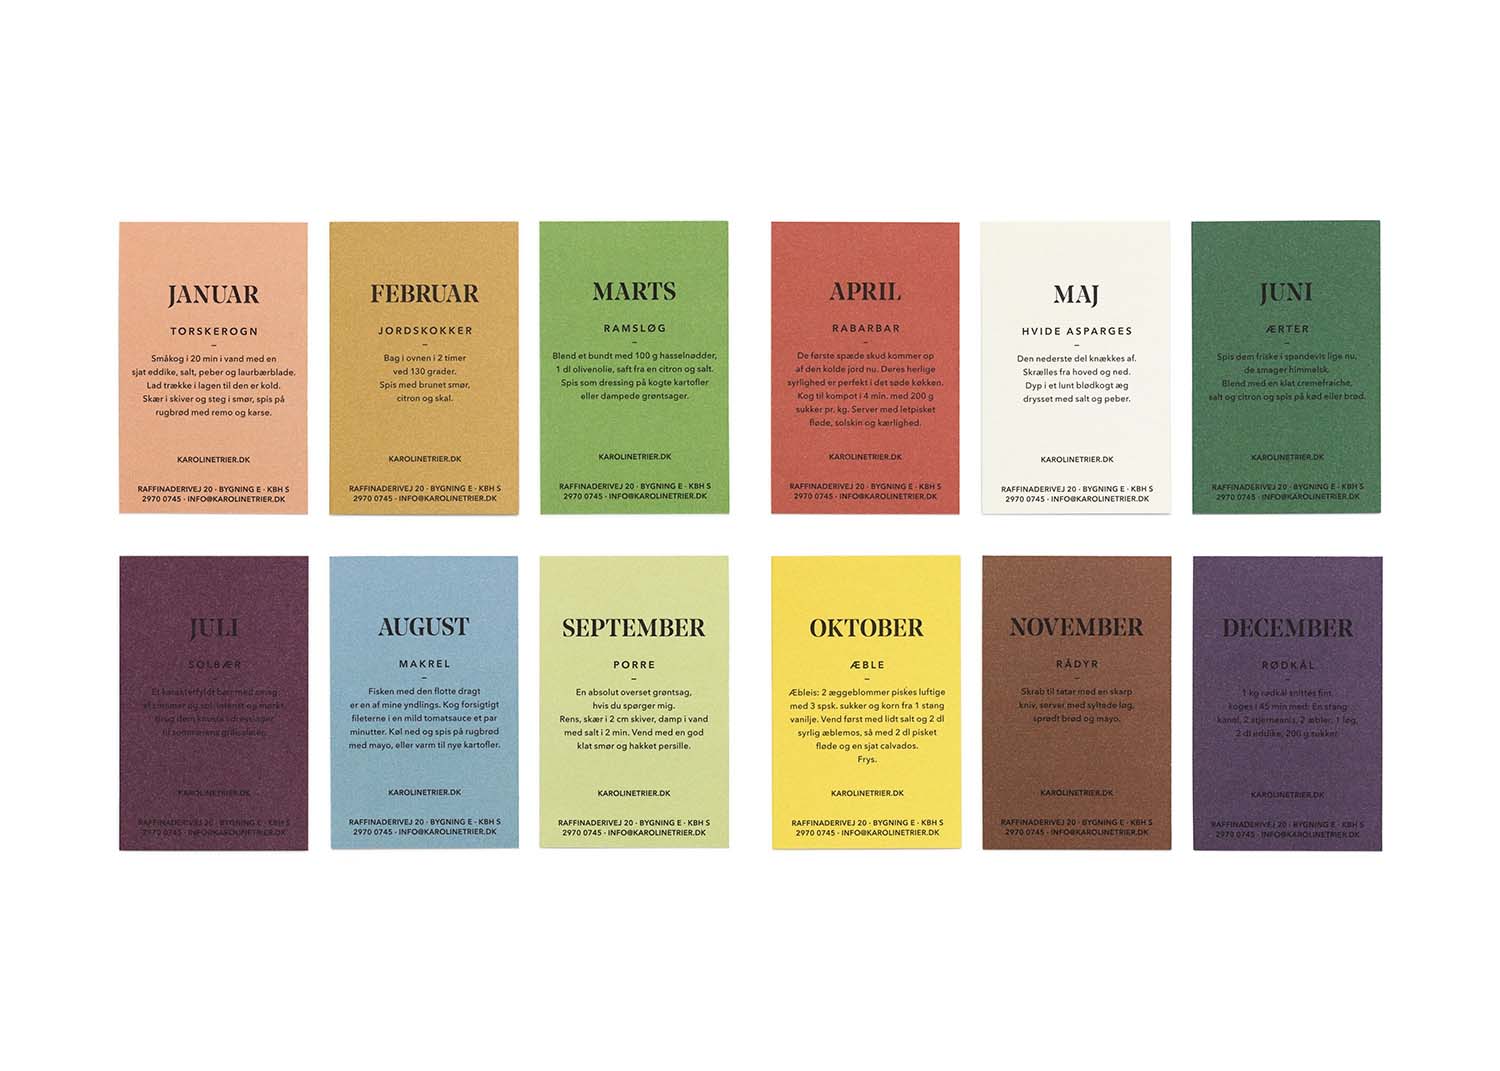 JANUAR
TORSKEROGN
–
Småkog i 20 min i vand med en
sjat eddike, salt, peber og laurbærblade.
Lad trække i lagen til den er kold.
Skær i skiver og steg i smør, spis på
rugbrød med remo og karse.
KAROLINETRIER.DK
RAFFINADERIVEJ 20 · BYGNING E · KBH S
2970 0745 · INFO@KAROLINETRIER.DK
FEBRUAR
JORDSKOKKER
–
Bag i ovnen i 2 timer
ved 130 grader.
Spis med brunet smør,
citron og skal.
KAROLINETRIER.DK
RAFFINADERIVEJ 20 · BYGNING E · KBH S
2970 0745 · INFO@KAROLINETRIER.DK
MARTS
RAMSLØG
–
Blend et bundt med 100 g hasselnødder,
1 dl olivenolie, saft fra en citron og salt.
Spis som dressing på kogte kartofler
eller dampede grøntsager.
KAROLINETRIER.DK
RAFFINADERIVEJ 20 · BYGNING E · KBH S
2970 0745 · INFO@KAROLINETRIER.DK
APRIL
RABARBAR
–
De første spæde skud kommer op
af den kolde jord nu. Deres herlige
syrlighed er perfekt i det søde køkken.
Kog til kompot i 4 min. med 200 g
sukker pr. kg. Server med letpisket
fløde, solskin og kærlighed.
KAROLINETRIER.DK
RAFFINADERIVEJ 20 · BYGNING E · KBH S
2970 0745 · INFO@KAROLINETRIER.DK
MAJ
HVIDE ASPARGES
–
Den nederste del knækkes af.
Skrælles fra hoved og ned.
Dyp i et lunt blødkogt æg
drysset med salt og peber.
KAROLINETRIER.DK
RAFFINADERIVEJ 20 · BYGNING E · KBH S
2970 0745 · INFO@KAROLINETRIER.DK
JUNI
ÆRTER
–
Spis dem friske i spandevis lige nu,
de smager himmelsk.
Blend med en klat cremefraiche,
salt og citron og spis på kød eller brød.
KAROLINETRIER.DK
RAFFINADERIVEJ 20 · BYGNING E · KBH S
2970 0745 · INFO@KAROLINETRIER.DK
JULI
SOLBÆR
–
Et karakterfyldt bær med smag
af sommer og sol, intenst og mørkt.
Brug dem knuste i dressinger
til sommerens
KAROLINETRIER.DK
RAFFINADERIVEJ 20 · BYGNING E · KBH S
2970 0745 · INFO@KAROLINETRIER.DK
AUGUST
MAKREL
–
Fisken med den flotte dragt
er en af mine yndlings. Kog forsigtigt
fileterne i en mild tomatsauce et par
minutter. Køl ned og spis på rugbrød
med mayo, eller varm til nye kartofler.
KAROLINETRIER.DK
RAFFINADERIVEJ 20 · BYGNING E · KBH S
2970 0745 · INFO@KAROLINETRIER.DK
SEPTEMBER
PORRE
–
En absolut overset grøntsag,
hvis du spørger mig.
Rens, skær i 2 cm skiver, damp i vand
med salt i 2 min. Vend med en god
klat smør og hakket persille.
KAROLINETRIER.DK
RAFFINADERIVEJ 20 · BYGNING E · KBH S
2970 0745 · INFO@KAROLINETRIER.DK
OKTOBER
ÆBLE
–
Æbleis: 2 æggeblommer piskes luftige
med 3 spsk. sukker og korn fra 1 stang
vanilje. Vend først med lidt salt og 2 dl
syrlig æblemos, så med 2 dl pisket
fløde og en sjat calvados.
Frys.
KAROLINETRIER.DK
RAFFINADERIVEJ 20 · BYGNING E · KBH S
2970 0745 · INFO@KAROLINETRIER.DK
NOVEMBER
RÅDYR
–
Skrab til tatar med en skarp
kniv, server med syltede løg,
sprødt brød og mayo.
KAROLINETRIER.DK
RAFFINADERIVEJ 20 · BYGNING E · KBH S
2970 0745 · INFO@KAROLINETRIER.DK
DECEMBER
RØDKÅL
–
1 kg rødkål snittes fint,
koges i 45 min med: En stang
kanel, 2 stjerneanis, 2 æbler, 1 løg,
2 dl eddike, 200 g sukker.
KAROLINETRIER.DK
RAFFINADERIVEJ 20 · BYGNING E · KBH S
2970 0745 · INFO@KAROLINETRIER.DK